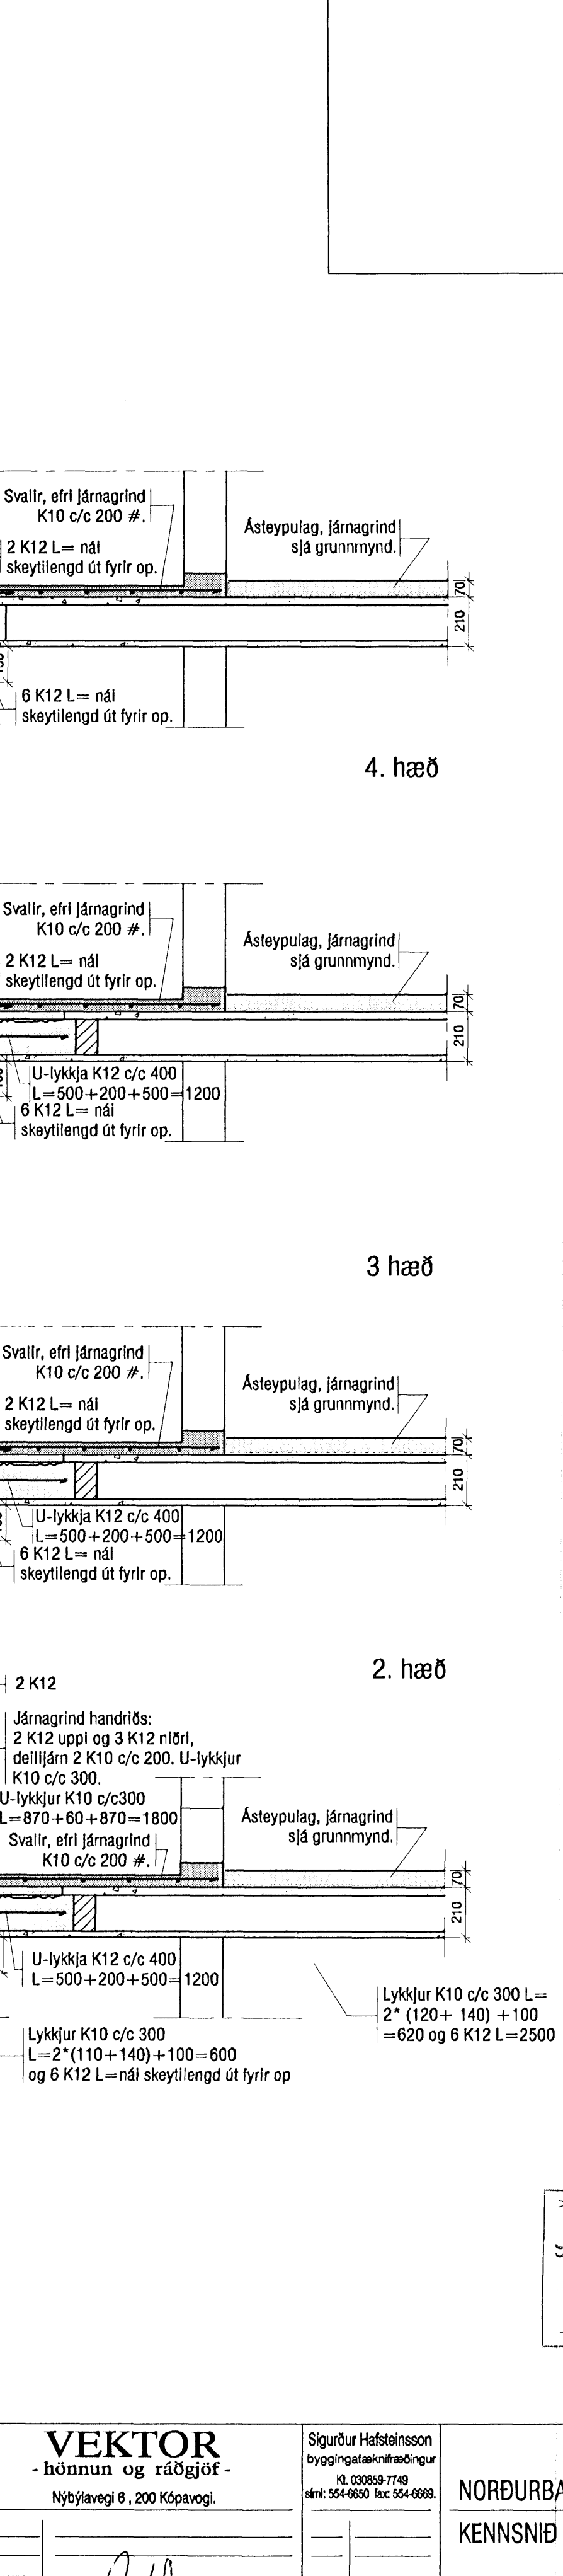 Svalir, efri járnagrind
K10 c/c 200 #.
Ásteypulag, járnagrind
sjá grunnmynd.
2 K12 L= nái
skeytilengd út fyrir op.
70
210
6 K12 L= nái
skeytilengd út fyrir op.
4. hæð
Svalir, efri járnagrind
K10 c/c 200 #.
Ásteypulag, járnagrind
sjá grunnmynd.
2 K12 L= nái
skeytilengd út fyrir op.
70
210
U-lykkja K12 c/c 400
L=500+200+500=1200
6 K12 L= nái
skeytilengd út fyrir op.
3 hæð
Svalir, efri járnagrind
K10 c/c 200 #.
Ásteypulag, járnagrind
sjá grunnmynd.
2 K12 L= nái
skeytilengd út fyrir op.
70
210
U-lykkja K12 c/c 400
L=500+200+500=1200
6 K12 L= nái
skeytilengd út fyrir op.
2. hæð
2 K12
Járnagrind handriðs:
2 K12 uppi og 3 K12 niðri,
deilijárn 2 K10 c/c 200. U-lykkjur
K10 c/c 300.
U-lykkjur K10 c/c300
L=870+60+870=1800
Svalir, efri járnagrind
K10 c/c 200 #.
Ásteypulag, járnagrind
sjá grunnmynd.
70
210
U-lykkja K12 c/c 400
L=500+200+500=1200
Lykkjur K10 c/c 300 L=
2* (120+ 140) +100
=620 og 6 K12 L=2500
Lykkjur K10 c/c 300
L=2*(110+140)+100=600
og 6 K12 L=nái skeytilengd út fyrir op
VEKTOR
- hönnun og ráðgjöf -
Nýbýlavegi 6 , 200 Kópavogi.
Sigurður Hafsteinsson
byggingatæknifræðingur
Kt. 030859-7749
sími: 554-6650 fax: 554-6669.
NORÐURBA
KENNSNIÐ